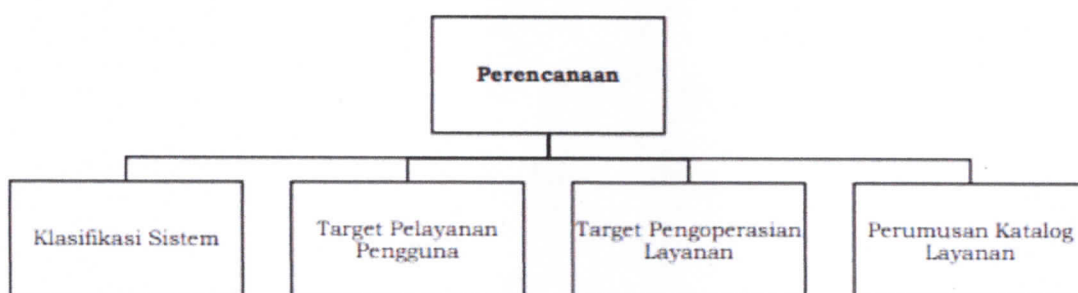 Perencanaan
Klasifikasi Sistem
Target Pelayanan
Pengguna
Target Pengoperasian
Layanan
Perumusan Katalog
Layanan